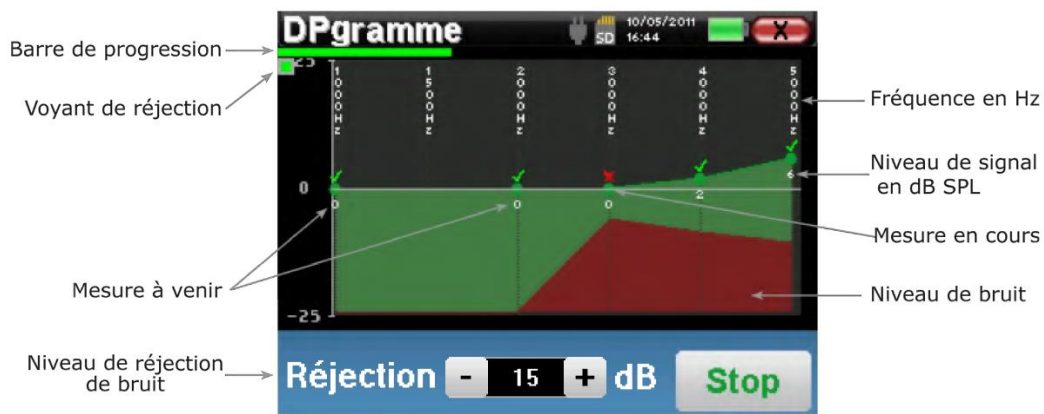 DPgramme
SD
10/05/2011
16:44
X
Barre de progression
Voyant de réjection
25
1000Hz
1500Hz
2000Hz
3000Hz
4000Hz
5000Hz
Fréquence en Hz
Niveau de signal
en dB SPL
0
0
0
0
2
6
Mesure en cours
Mesure à venir
Niveau de bruit
-25
Niveau de réjection
de bruit
Réjection - 15 + dB
Stop